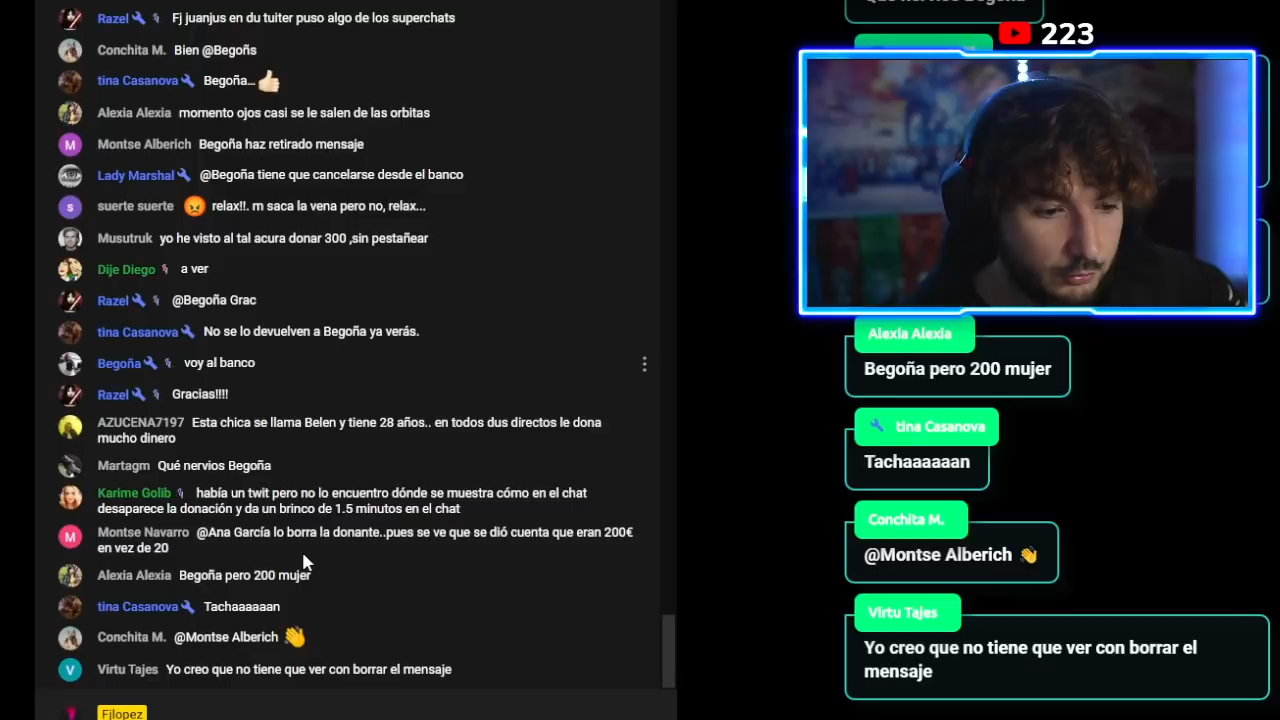 Razel Fj juanjus en du tuiter puso algo de los superchats
Conchita M. Bien @Begoñs
tina Casanova Begoña...
Alexia Alexia momento ojos casi se le salen de las orbitas
M Montse Alberich Begoña haz retirado mensaje
Lady Marshal @Begoña tiene que cancelarse desde el banco
s suerte suerte relax!!. m saca la vena pero no, relax...
Musutruk yo he visto al tal acura donar 300 ,sin pestañear
Dije Diego a ver
Razel @Begoña Grac
tina Casanova No se lo devuelven a Begoña ya verás.
Begoña voy al banco
Razel Gracias!!!!
AZUCENA7197 Esta chica se llama Belen y tiene 28 años.. en todos dus directos le dona
mucho dinero
Martagm Qué nervios Begoña
Karime Golib había un twit pero no lo encuentro dónde se muestra cómo en el chat
desaparece la donación y da un brinco de 1.5 minutos en el chat
M Montse Navarro @Ana García lo borra la donante..pues se ve que se dió cuenta que eran 200€
en vez de 20
Alexia Alexia Begoña pero 200 mujer
tina Casanova Tachaaaaaan
Conchita M. @Montse Alberich
V Virtu Tajes Yo creo que no tiene que ver con borrar el mensaje
Fjlopez
223
Alexia Alexia
Begoña pero 200 mujer
tina Casanova
Tachaaaaaan
Conchita M.
@Montse Alberich
Virtu Tajes
Yo creo que no tiene que ver con borrar el
mensaje